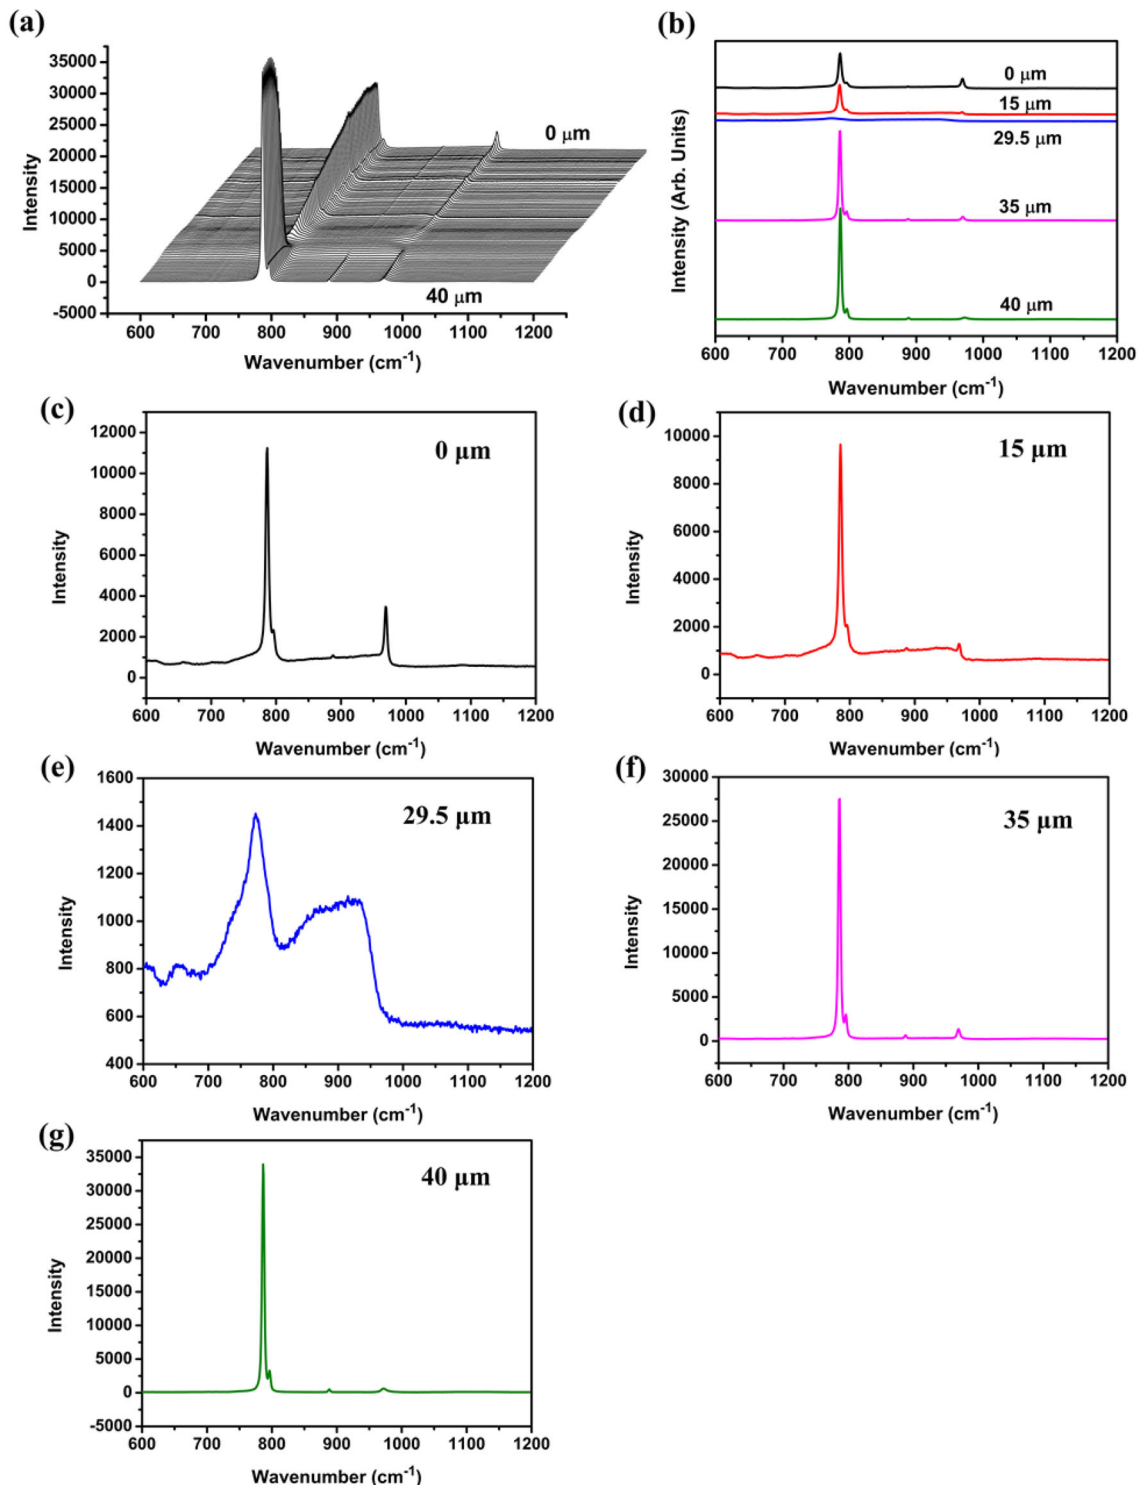 (a)
35000
30000
25000
20000
15000
10000
5000
0
-5000
Intensity
0 μm
40 μm
600 700 800 900 1000 1100 1200
Wavenumber (cm⁻¹)
(b)
Intensity (Arb. Units)
0 μm
15 μm
29.5 μm
35 μm
40 μm
600 700 800 900 1000 1100 1200
Wavenumber (cm⁻¹)
(c)
0 μm
12000
10000
8000
6000
4000
2000
0
Intensity
600 700 800 900 1000 1100 1200
Wavenumber (cm⁻¹)
(d)
15 μm
10000
8000
6000
4000
2000
0
Intensity
600 700 800 900 1000 1100 1200
Wavenumber (cm⁻¹)
(e)
29.5 μm
1600
1400
1200
1000
800
600
400
Intensity
600 700 800 900 1000 1100 1200
Wavenumber (cm⁻¹)
(f)
35 μm
30000
25000
20000
15000
10000
5000
0
Intensity
600 700 800 900 1000 1100 1200
Wavenumber (cm⁻¹)
(g)
40 μm
35000
30000
25000
20000
15000
10000
5000
0
-5000
Intensity
600 700 800 900 1000 1100 1200
Wavenumber (cm⁻¹)